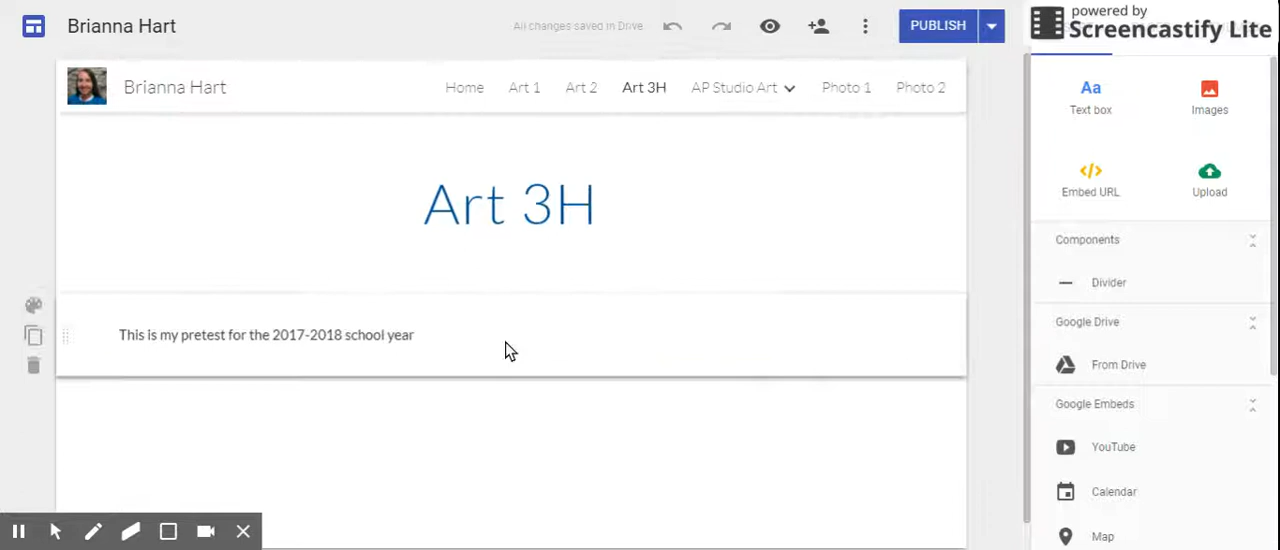 Brianna Hart
All changes saved in Drive
PUBLISH
powered by
Screencastify Lite
Brianna Hart
Home Art 1 Art 2 Art 3H AP Studio Art Photo 1 Photo 2
Art 3H
This is my pretest for the 2017-2018 school year
Aa
Text box
Images
Embed URL
Upload
Components
Divider
Google Drive
From Drive
Google Embeds
YouTube
Calendar
Map